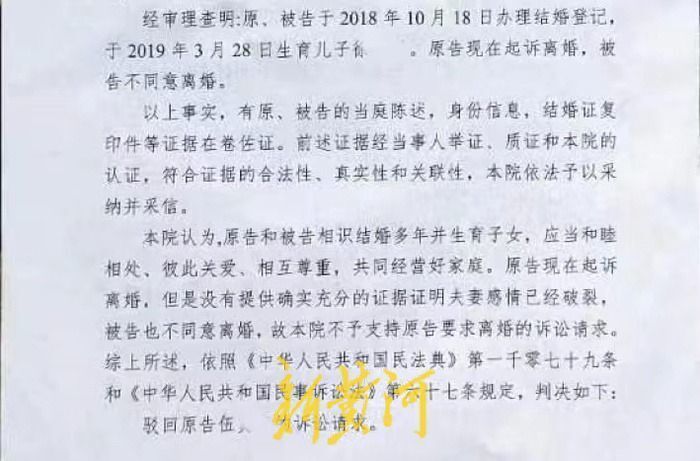 经审理查明:原、被告于2018年10月18日办理结婚登记,
于2019年3月28日生育儿子 。原告现在起诉离婚,被
告不同意离婚。
以上事实,有原、被告的当庭陈述,身份信息,结婚证复
印件等证据在卷佐证。前述证据经当事人举证、质证和本院的
认证,符合证据的合法性、真实性和关联性,本院依法予以采
纳并采信。
本院认为,原告和被告相识结婚多年并生育子女,应当和睦
相处、彼此关爱、相互尊重,共同经营好家庭。原告现在起诉
离婚,但是没有提供确实充分的证据证明夫妻感情已经破裂,
被告也不同意离婚,故本院不予支持原告要求离婚的诉讼请求。
综上所述,依照《中华人民共和国民法典》第一千零七十九条
和《中华人民共和国民事诉讼法》第六十七条规定,判决如下:
驳回原告伍 的诉讼请求。
新黄河